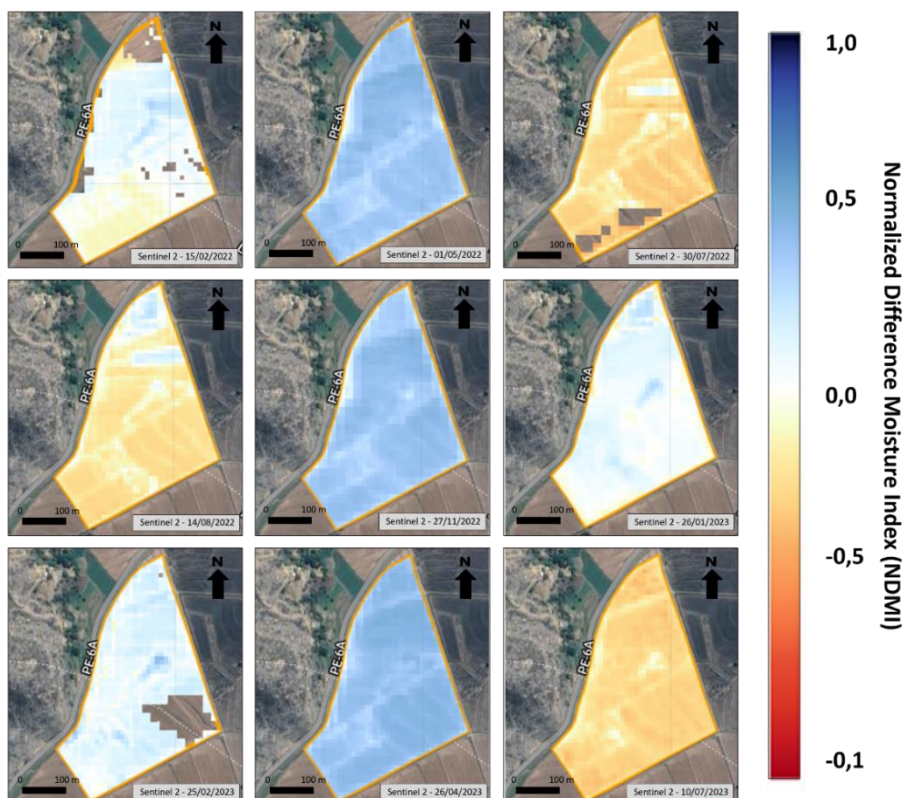 N
PE-6A
0 100 m
Sentinel 2 - 15/02/2022
N
PE-6A
0 100 m
Sentinel 2 - 01/05/2022
N
PE-6A
0 100 m
Sentinel 2 - 30/07/2022
N
PE-6A
0 100 m
Sentinel 2 - 14/08/2022
N
PE-6A
0 100 m
Sentinel 2 - 27/11/2022
N
PE-6A
0 100 m
Sentinel 2 - 26/01/2023
N
PE-6A
0 100 m
Sentinel 2 - 25/02/2023
N
PE-6A
0 100 m
Sentinel 2 - 26/04/2023
N
PE-6A
0 100 m
Sentinel 2 - 10/07/2023
1,0
0,5
0,0
-0,5
-0,1
Normalized Difference Moisture Index (NDMI)